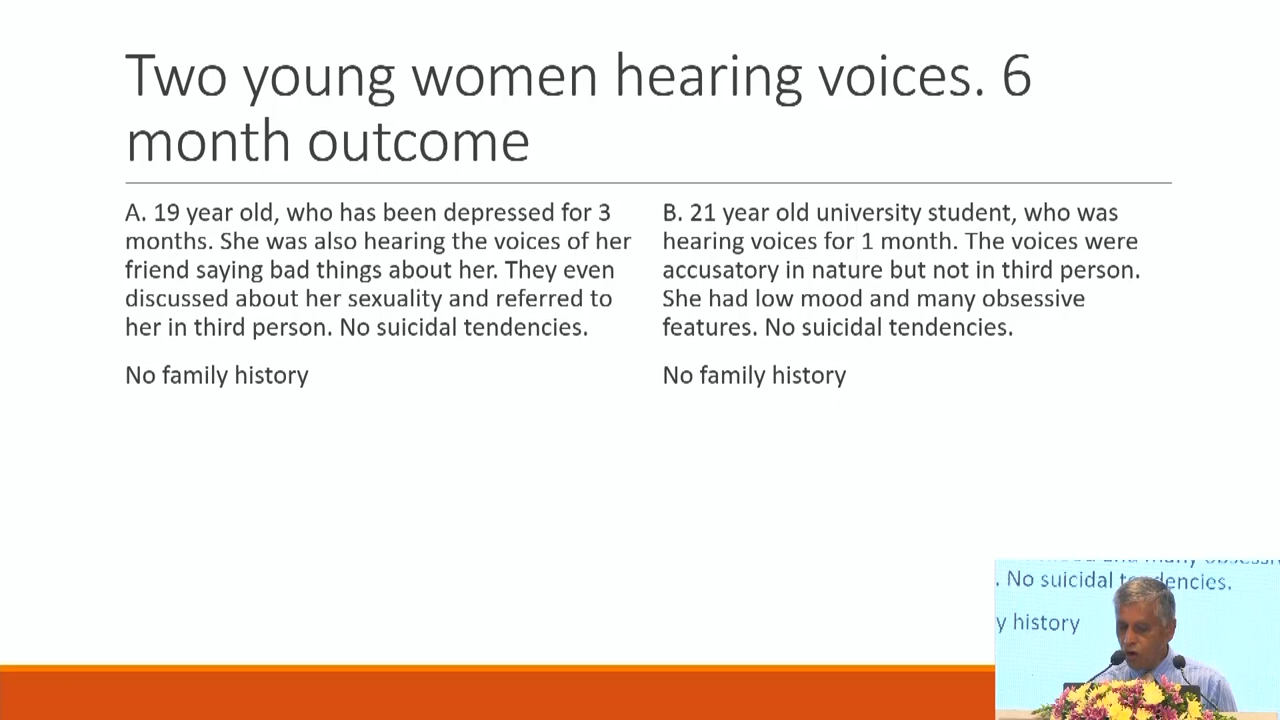 Two young women hearing voices. 6
month outcome
A. 19 year old, who has been depressed for 3
months. She was also hearing the voices of her
friend saying bad things about her. They even
discussed about her sexuality and referred to
her in third person. No suicidal tendencies.
No family history
B. 21 year old university student, who was
hearing voices for 1 month. The voices were
accusatory in nature but not in third person.
She had low mood and many obsessive
features. No suicidal tendencies.
No family history
. No suicidal tendencies.
y history